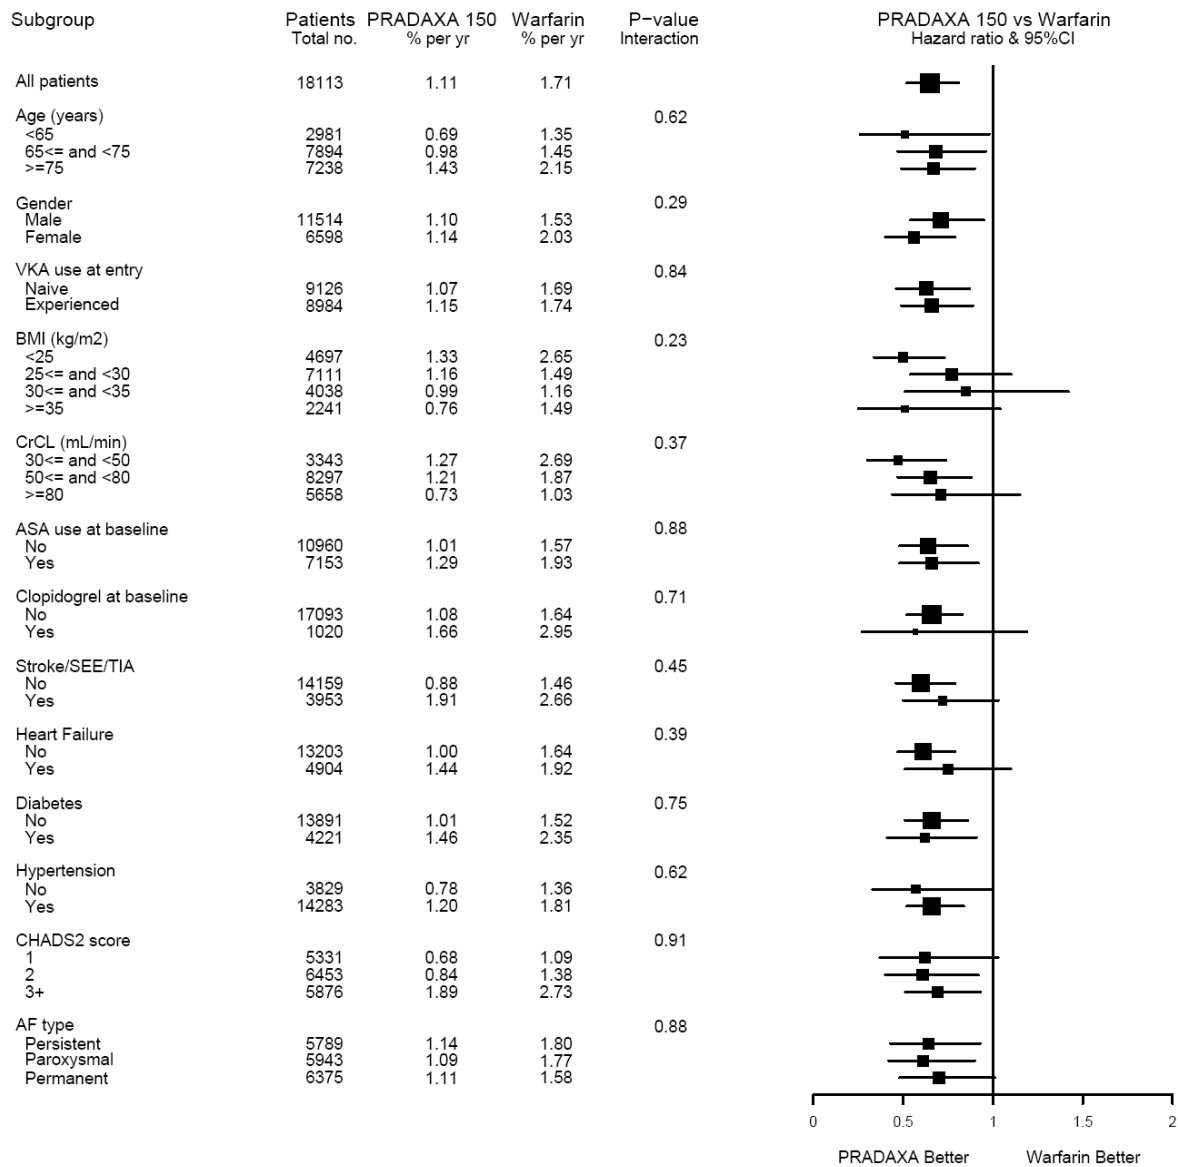 Subgroup Patients PRADAXA 150 Warfarin P−value PRADAXA 150 vs Warfarin
Total no. % per yr % per yr Interaction Hazard ratio & 95%CI
All patients 18113 1.11 1.71
Age (years) 0.62
<65 2981 0.69 1.35
65<= and <75 7894 0.98 1.45
>=75 7238 1.43 2.15
Gender 0.29
Male 11514 1.10 1.53
Female 6598 1.14 2.03
VKA use at entry 0.84
Naive 9126 1.07 1.69
Experienced 8984 1.15 1.74
BMI (kg/m2) 0.23
<25 4697 1.33 2.65
25<= and <30 7111 1.16 1.49
30<= and <35 4038 0.99 1.16
>=35 2241 0.76 1.49
CrCL (mL/min) 0.37
30<= and <50 3343 1.27 2.69
50<= and <80 8297 1.21 1.87
>=80 5658 0.73 1.03
ASA use at baseline 0.88
No 10960 1.01 1.57
Yes 7153 1.29 1.93
Clopidogrel at baseline 0.71
No 17093 1.08 1.64
Yes 1020 1.66 2.95
Stroke/SEE/TIA 0.45
No 14159 0.88 1.46
Yes 3953 1.91 2.66
Heart Failure 0.39
No 13203 1.00 1.64
Yes 4904 1.44 1.92
Diabetes 0.75
No 13891 1.01 1.52
Yes 4221 1.46 2.35
Hypertension 0.62
No 3829 0.78 1.36
Yes 14283 1.20 1.81
CHADS2 score 0.91
1 5331 0.68 1.09
2 6453 0.84 1.38
3+ 5876 1.89 2.73
AF type 0.88
Persistent 5789 1.14 1.80
Paroxysmal 5943 1.09 1.77
Permanent 6375 1.11 1.58
0 0.5 1 1.5 2
PRADAXA Better Warfarin Better